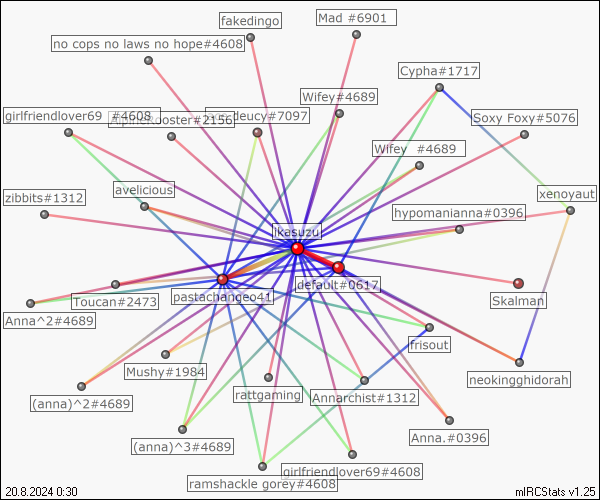 Mad #6901
fakedingo
no cops no laws no hope#4608
Cypha#1717
Wifey#4689
girlfriendlover69 #4608
deucy#7097
Soxy Foxy#5076
Wifey #4689
avelicious
zibbits#1312
xenoyaut
hypomanianna#0396
ikasuzu
default#0617
pastachangeo41
Toucan#2473
Skalman
Anna^2#4689
frisout
Mushy#1984
neokingghidorah
rattgaming
Annarchist#1312
(anna)^2#4689
Anna.#0396
(anna)^3#4689
girlfriendlover69#4608
ramshackle gorey#4608
20.8.2024 0:30
mIRCStats v1.25